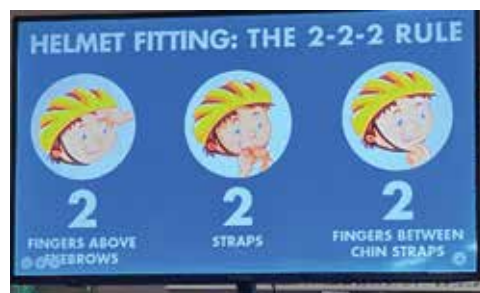 HELMET FITTING: THE 2-2-2 RULE
2
FINGERS ABOVE
EYEBROWS
2
STRAPS
2
FINGERS BETWEEN
CHIN STRAPS